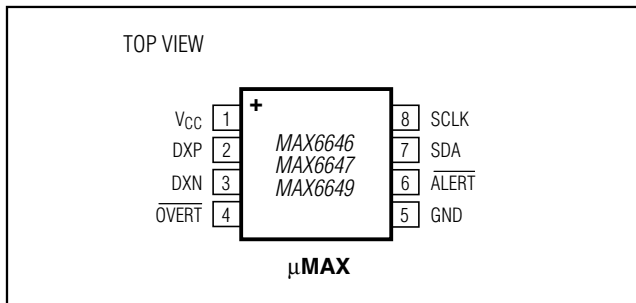 TOP VIEW
VCC 1 + 8 SCLK
DXP 2 MAX6646 7 SDA
MAX6647
DXN 3 MAX6649 6 ALERT
OVERT 4 5 GND
µMAX